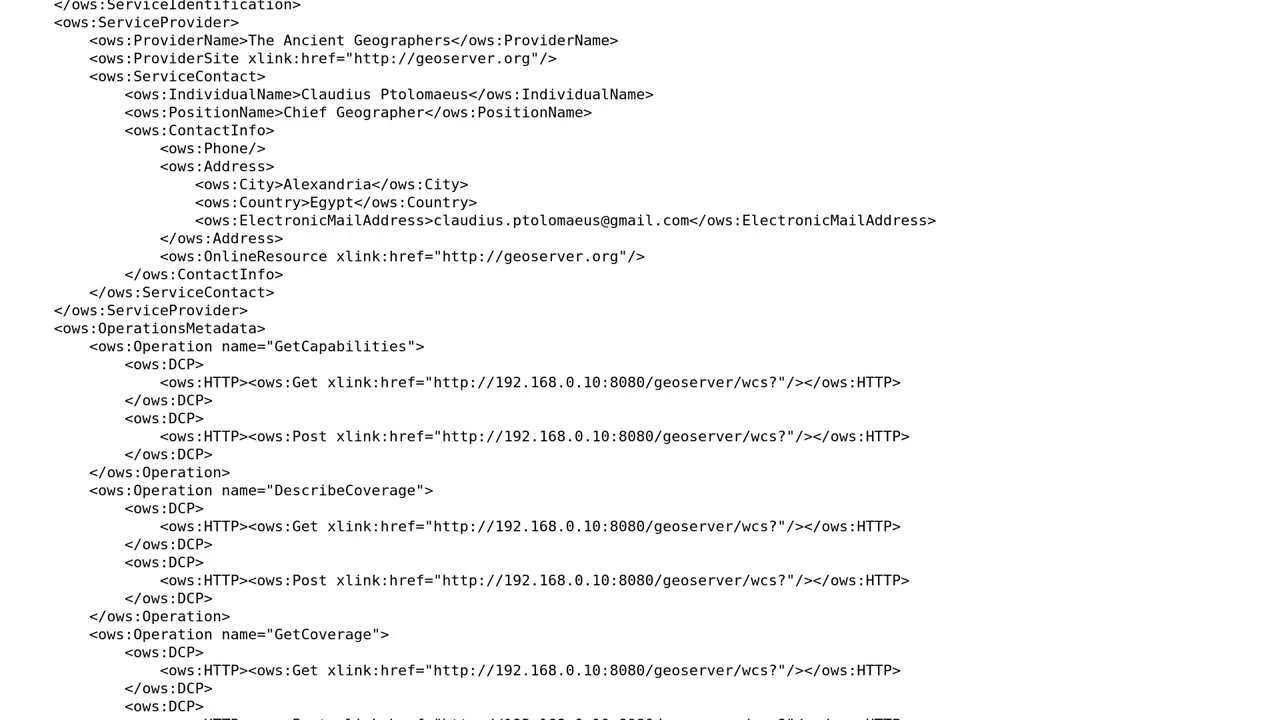 </ows:ServiceIdentification>
<ows:ServiceProvider>
<ows:ProviderName>The Ancient Geographers</ows:ProviderName>
<ows:ProviderSite xlink:href="http://geoserver.org"/>
<ows:ServiceContact>
<ows:IndividualName>Claudius Ptolomaeus</ows:IndividualName>
<ows:PositionName>Chief Geographer</ows:PositionName>
<ows:ContactInfo>
<ows:Phone/>
<ows:Address>
<ows:City>Alexandria</ows:City>
<ows:Country>Egypt</ows:Country>
<ows:ElectronicMailAddress>claudius.ptolomaeus@gmail.com</ows:ElectronicMailAddress>
</ows:Address>
<ows:OnlineResource xlink:href="http://geoserver.org"/>
</ows:ContactInfo>
</ows:ServiceContact>
</ows:ServiceProvider>
<ows:OperationsMetadata>
<ows:Operation name="GetCapabilities">
<ows:DCP>
<ows:HTTP><ows:Get xlink:href="http://192.168.0.10:8080/geoserver/wcs?"/></ows:HTTP>
</ows:DCP>
<ows:DCP>
<ows:HTTP><ows:Post xlink:href="http://192.168.0.10:8080/geoserver/wcs?"/></ows:HTTP>
</ows:DCP>
</ows:Operation>
<ows:Operation name="DescribeCoverage">
<ows:DCP>
<ows:HTTP><ows:Get xlink:href="http://192.168.0.10:8080/geoserver/wcs?"/></ows:HTTP>
</ows:DCP>
<ows:DCP>
<ows:HTTP><ows:Post xlink:href="http://192.168.0.10:8080/geoserver/wcs?"/></ows:HTTP>
</ows:DCP>
</ows:Operation>
<ows:Operation name="GetCoverage">
<ows:DCP>
<ows:HTTP><ows:Get xlink:href="http://192.168.0.10:8080/geoserver/wcs?"/></ows:HTTP>
</ows:DCP>
<ows:DCP>